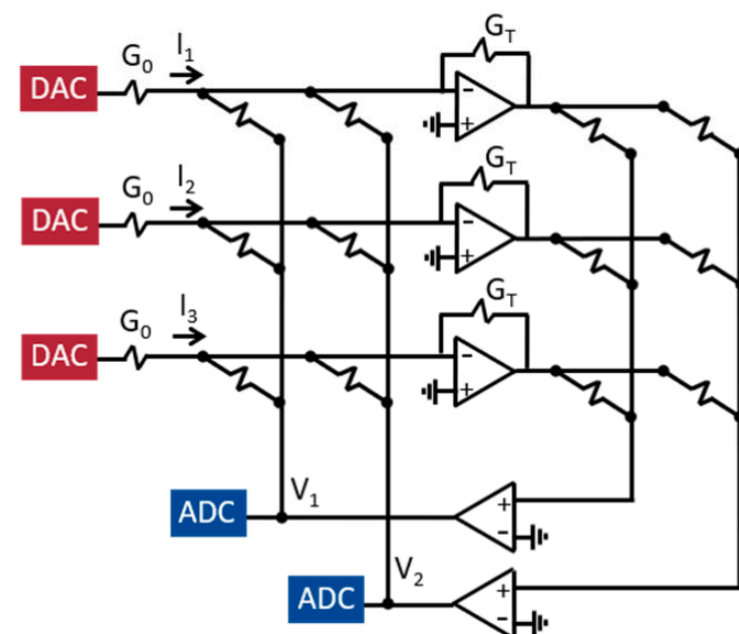 G₀ I₁ G_T
DAC
- +
G₀ I₂ G_T
DAC
- +
G₀ I₃ G_T
DAC
- +
V₁
ADC + -
V₂
ADC + -